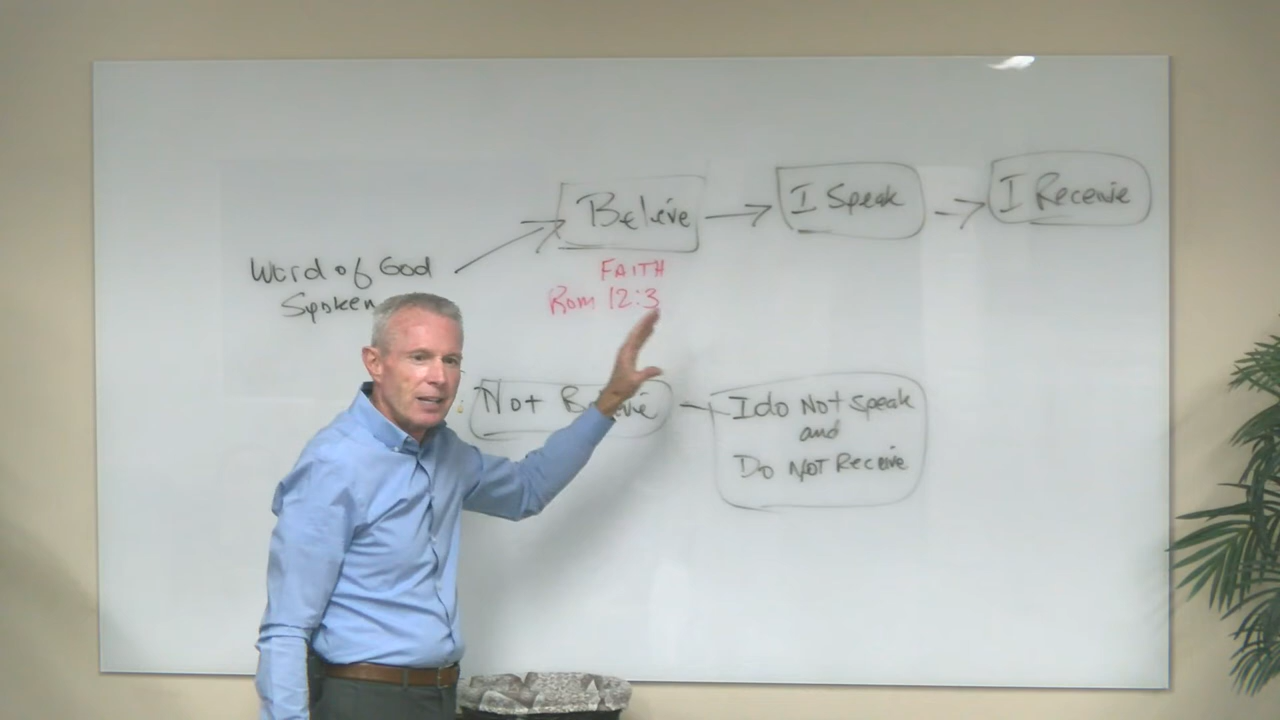 Word of God
Spoken
Believe
I Speak
I Receive
FAITH
Rom 12:3
Not Believe
I do Not Speak
and
Do NOT Receive